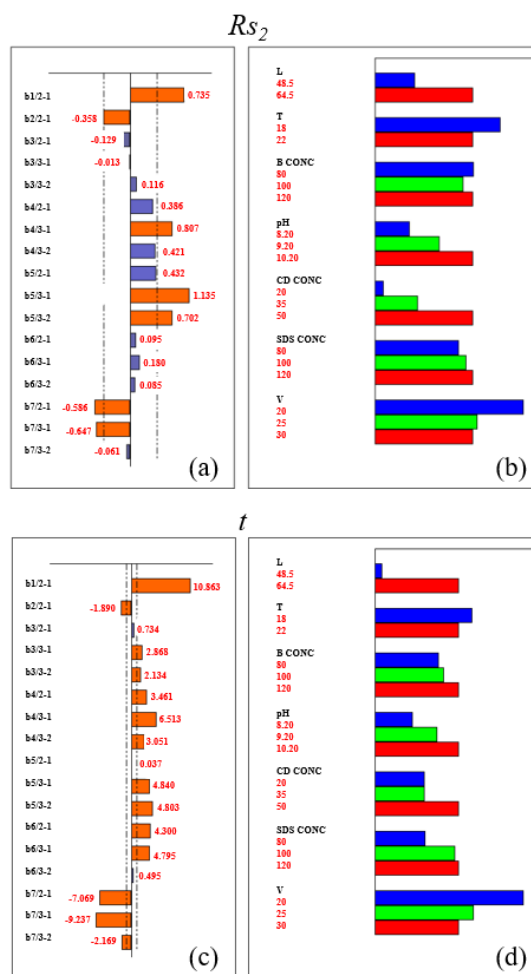 Rs2
b1/2-1 0.735
b2/2-1 -0.358
b3/2-1 -0.129
b3/3-1 -0.013
b3/3-2 0.116
b4/2-1 0.386
b4/3-1 0.807
b4/3-2 0.421
b5/2-1 0.432
b5/3-1 1.135
b5/3-2 0.702
b6/2-1 0.095
b6/3-1 0.180
b6/3-2 0.085
b7/2-1 -0.586
b7/3-1 -0.647
b7/3-2 -0.061
(a)
L
48.5
64.5
T
18
22
B CONC
80
100
120
pH
8.20
9.20
10.20
CD CONC
20
35
50
SDS CONC
80
100
120
V
20
25
30
(b)
t
b1/2-1 10.863
b2/2-1 -1.890
b3/2-1 0.734
b3/3-1 2.868
b3/3-2 2.134
b4/2-1 3.461
b4/3-1 6.513
b4/3-2 3.051
b5/2-1 0.037
b5/3-1 4.840
b5/3-2 4.803
b6/2-1 4.300
b6/3-1 4.795
b6/3-2 0.495
b7/2-1 -7.069
b7/3-1 -9.237
b7/3-2 -2.169
(c)
L
48.5
64.5
T
18
22
B CONC
80
100
120
pH
8.20
9.20
10.20
CD CONC
20
35
50
SDS CONC
80
100
120
V
20
25
30
(d)